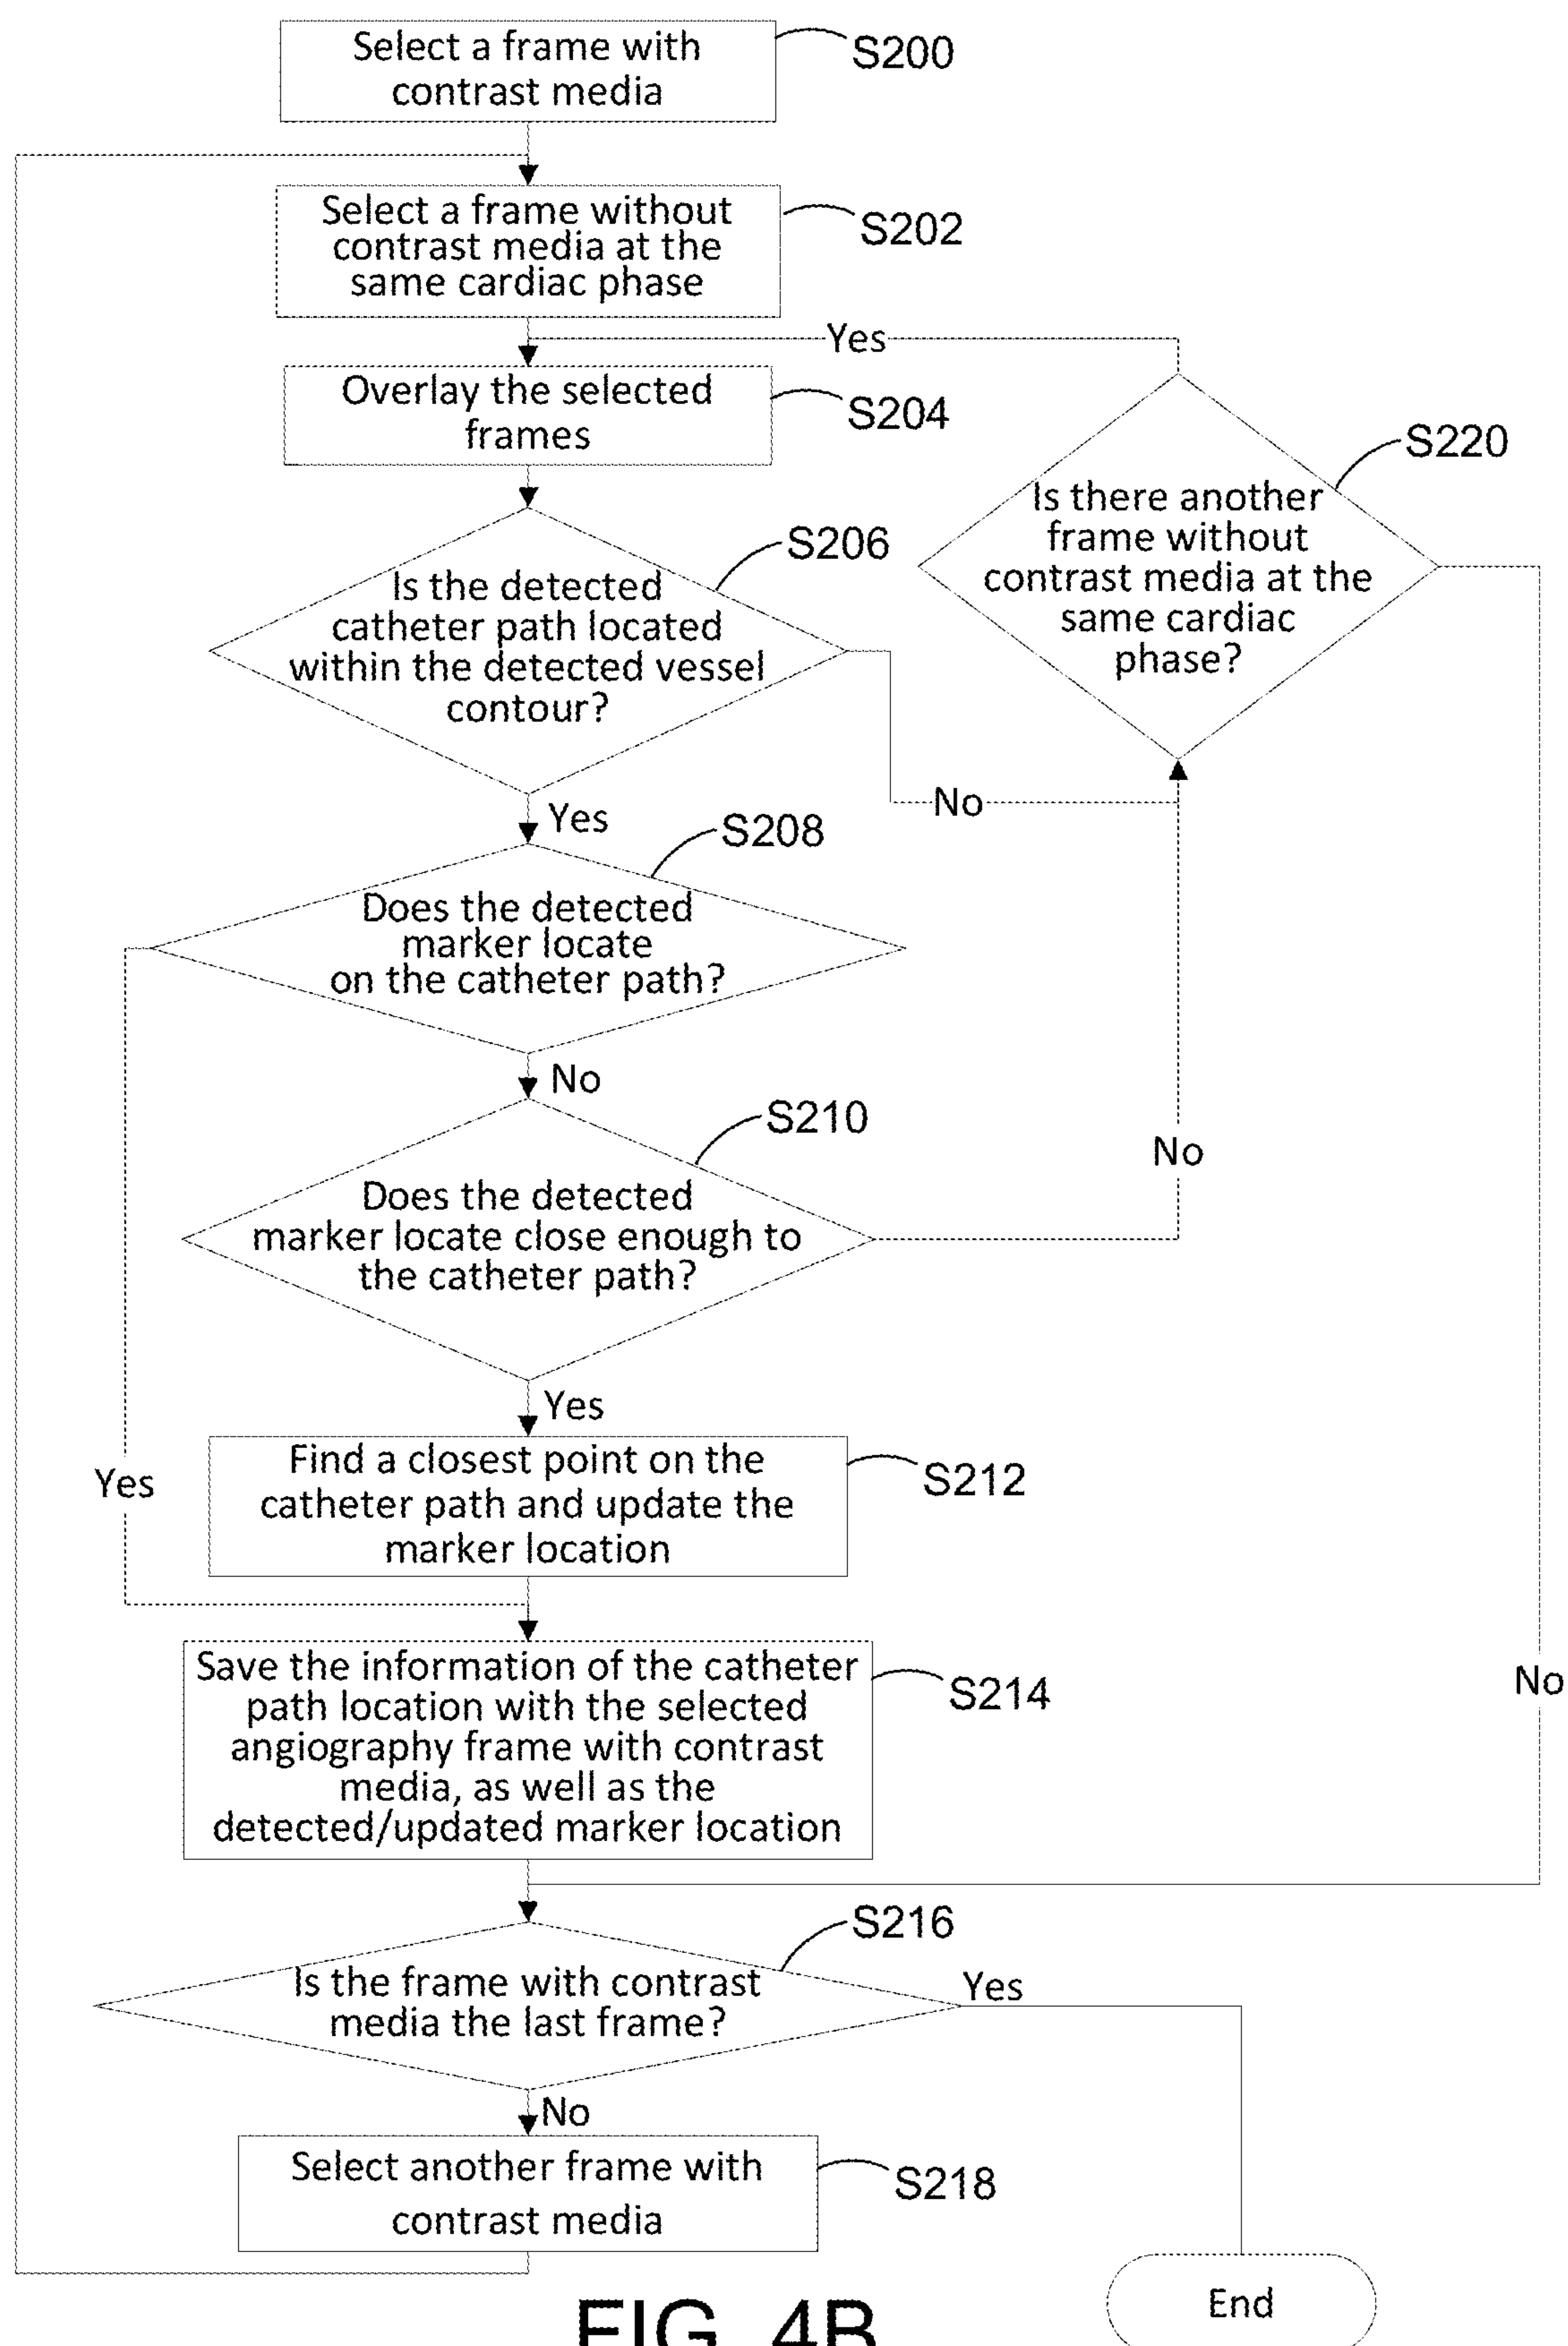 Select a frame with
contrast media
S200
Select a frame without
contrast media at the
same cardiac phase
S202
Yes
Overlay the selected
frames
S204
S220
Is there another
frame without
contrast media at the
same cardiac
phase?
S206
Is the detected
catheter path located
within the detected vessel
contour?
No
Yes
S208
Does the detected
marker locate
on the catheter path?
No
S210
No
Does the detected
marker locate close enough to
the catheter path?
Yes
Yes
Find a closest point on the
catheter path and update the
marker location
S212
Save the information of the catheter
path location with the selected
angiography frame with contrast
media, as well as the
detected/updated marker location
S214
No
S216
Is the frame with contrast
media the last frame?
Yes
No
Select another frame with
contrast media
S218
End
FIG. 4B